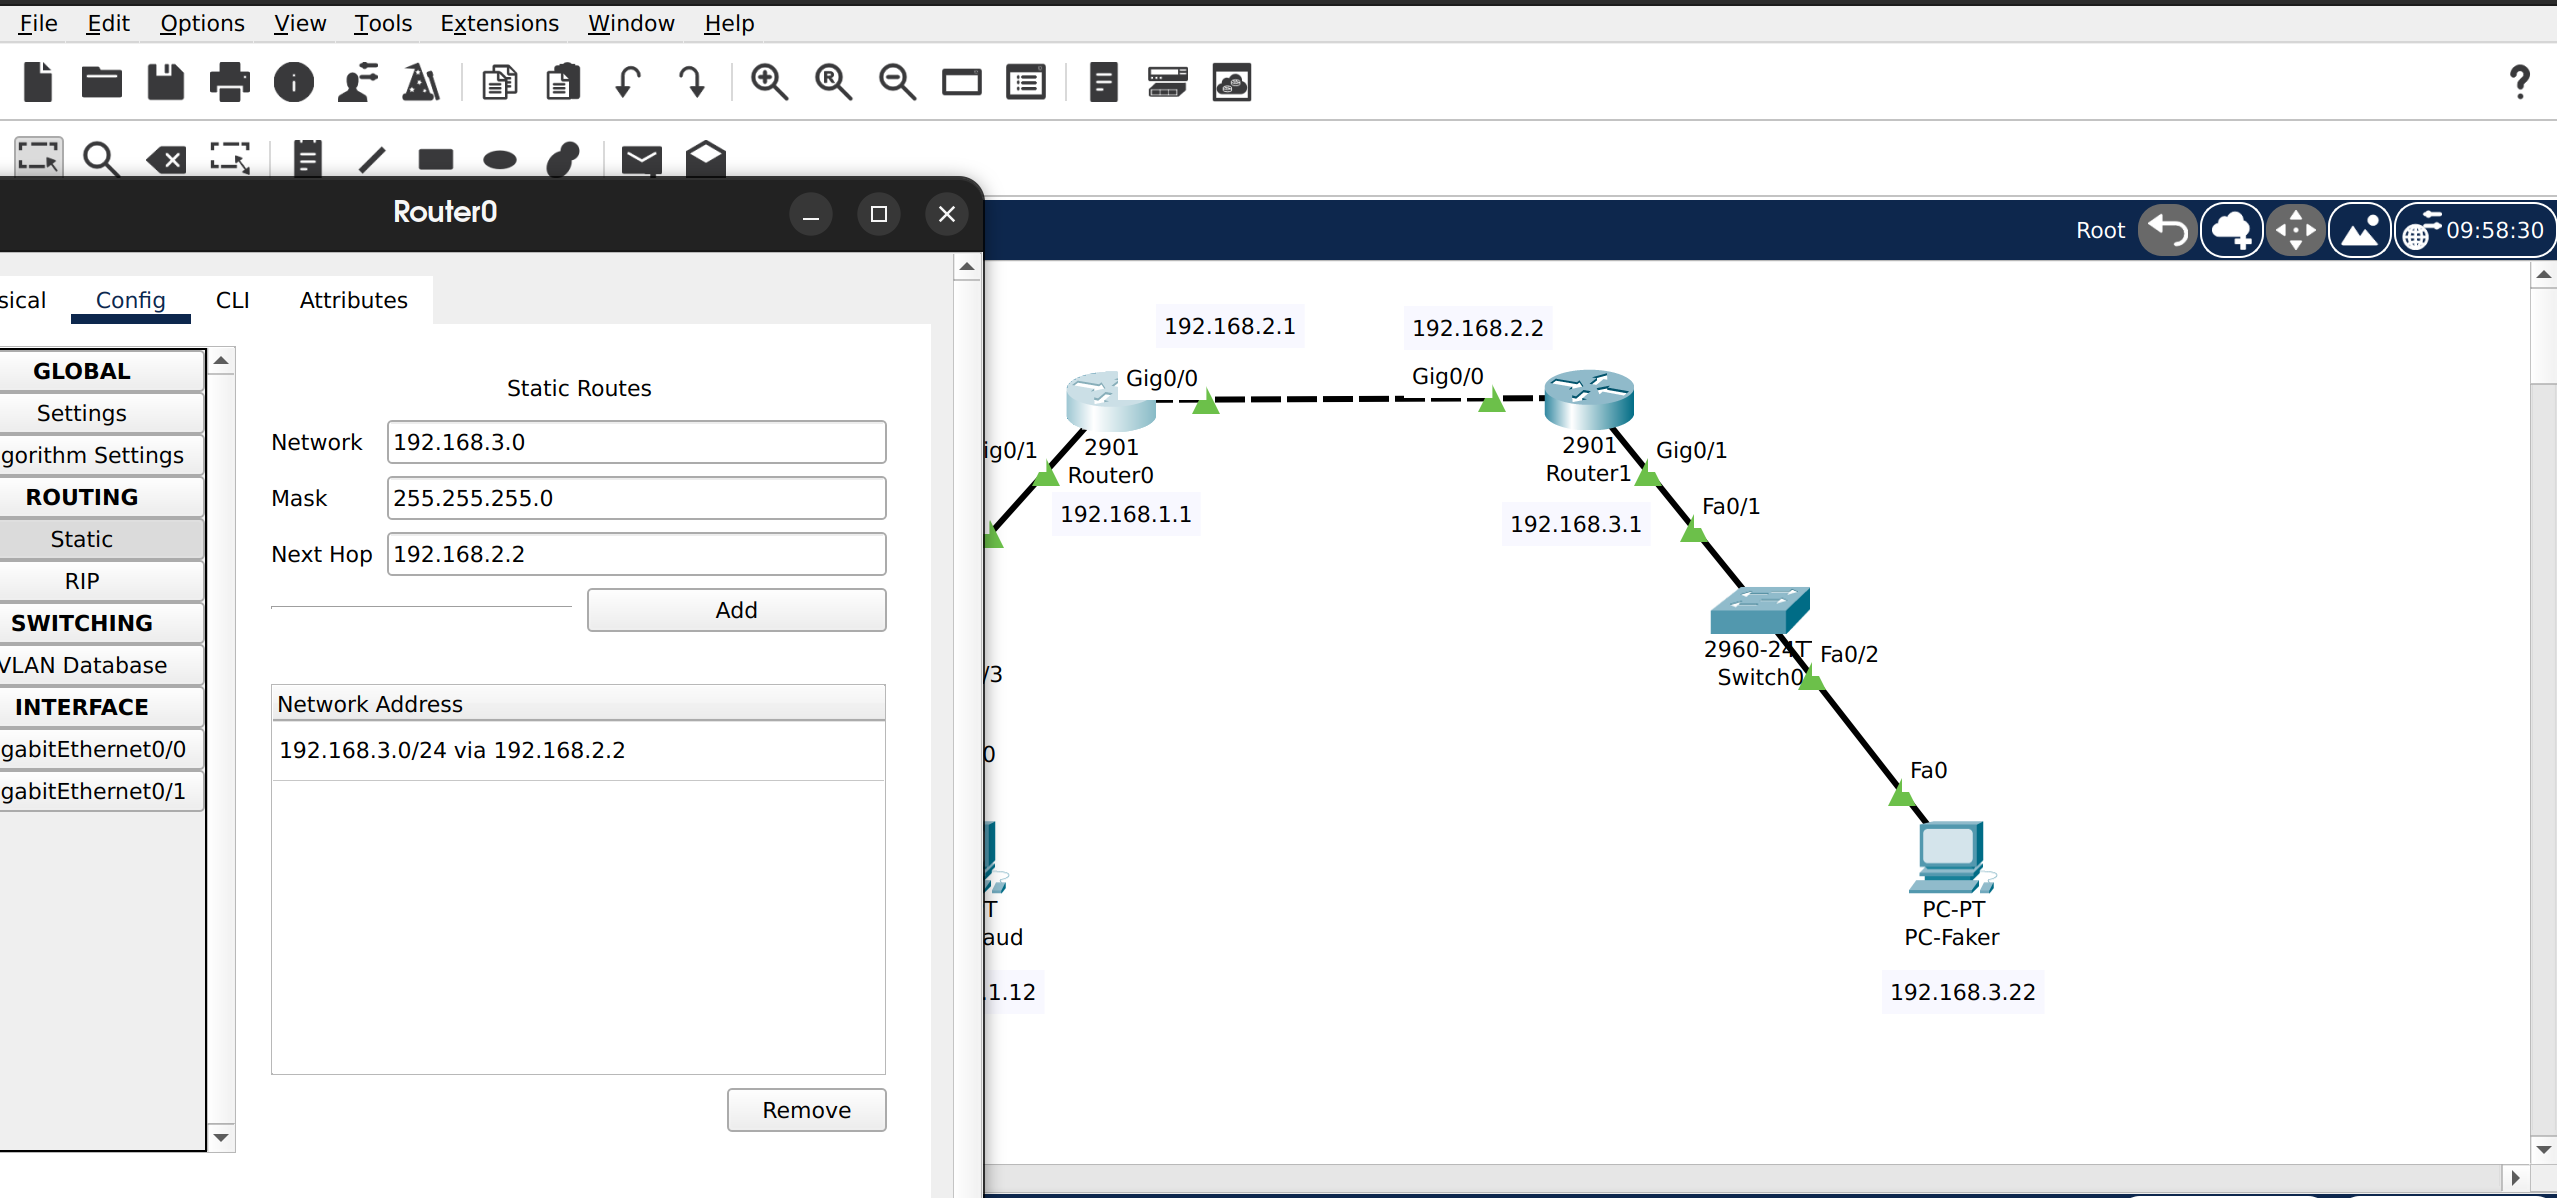 File Edit Options View Tools Extensions Window Help
Router0
Root 09:58:30
sical Config CLI Attributes
GLOBAL
Settings
gorithm Settings
ROUTING
Static
RIP
SWITCHING
VLAN Database
INTERFACE
gabitEthernet0/0
gabitEthernet0/1
Static Routes
Network 192.168.3.0
Mask 255.255.255.0
Next Hop 192.168.2.2
Add
Network Address
192.168.3.0/24 via 192.168.2.2
Remove
192.168.2.1
192.168.2.2
Gig0/0
Gig0/0
ig0/1
2901
Router0
192.168.1.1
2901
Router1
Gig0/1
192.168.3.1
Fa0/1
2960-24T
Switch0
Fa0/2
/3
0
Fa0
T
aud
.1.12
PC-PT
PC-Faker
192.168.3.22